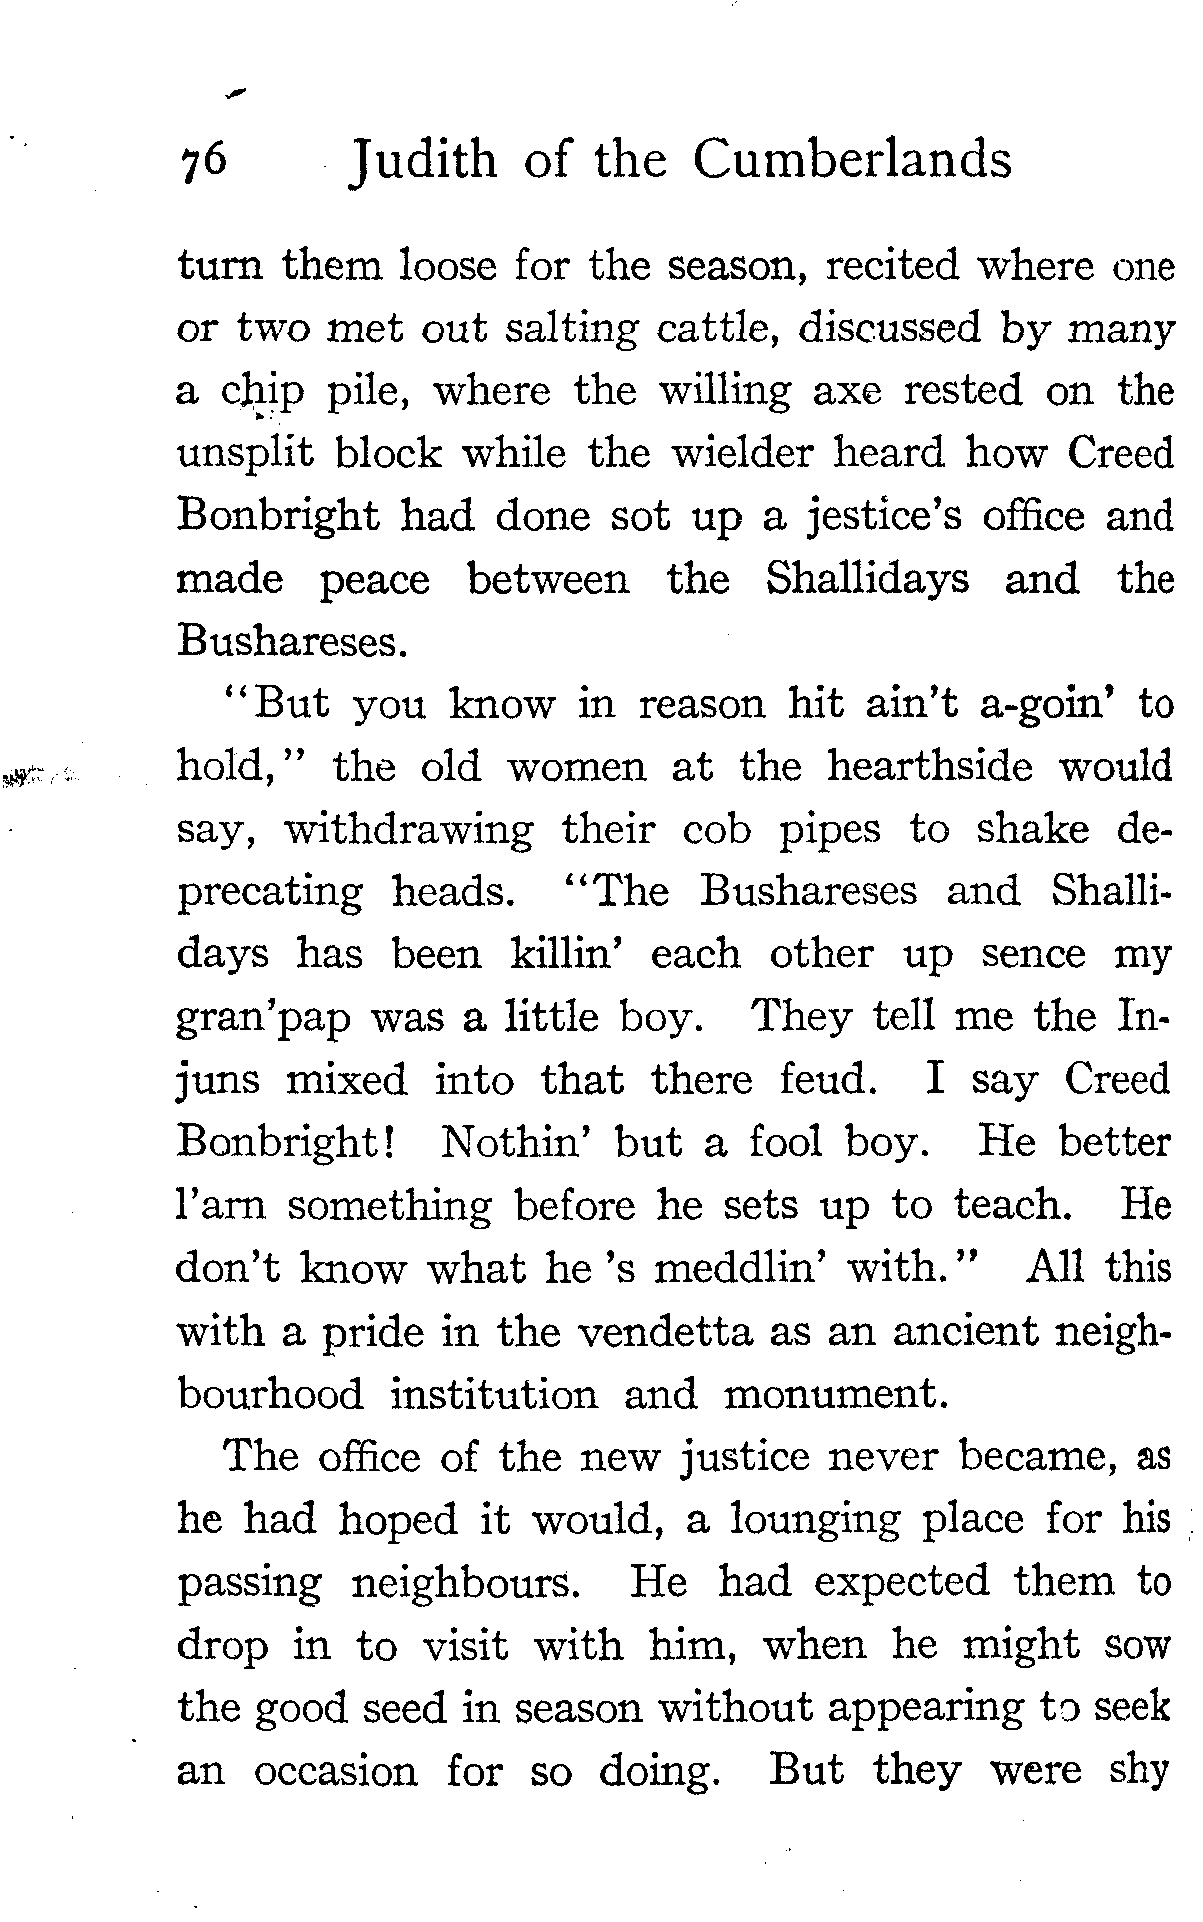 76 Judith of the Cumberlands
turn them loose for the season, recited where one
or two met out salting cattle, discussed by many
a chip pile, where the willing axe rested on the
unsplit block while the wielder heard how Creed
Bonbright had done sot up a jestice's office and
made peace between the Shallidays and the
Bushareses.
"But you know in reason hit ain't a-goin' to
hold," the old women at the hearthside would
say, withdrawing their cob pipes to shake de-
precating heads. "The Bushareses and Shalli-
days has been killin' each other up sence my
gran'pap was a little boy. They tell me the In-
juns mixed into that there feud. I say Creed
Bonbright! Nothin' but a fool boy. He better
l'arn something before he sets up to teach. He
don't know what he 's meddlin' with." All this
with a pride in the vendetta as an ancient neigh-
bourhood institution and monument.
The office of the new justice never became, as
he had hoped it would, a lounging place for his
passing neighbours. He had expected them to
drop in to visit with him, when he might sow
the good seed in season without appearing to seek
an occasion for so doing. But they were shy